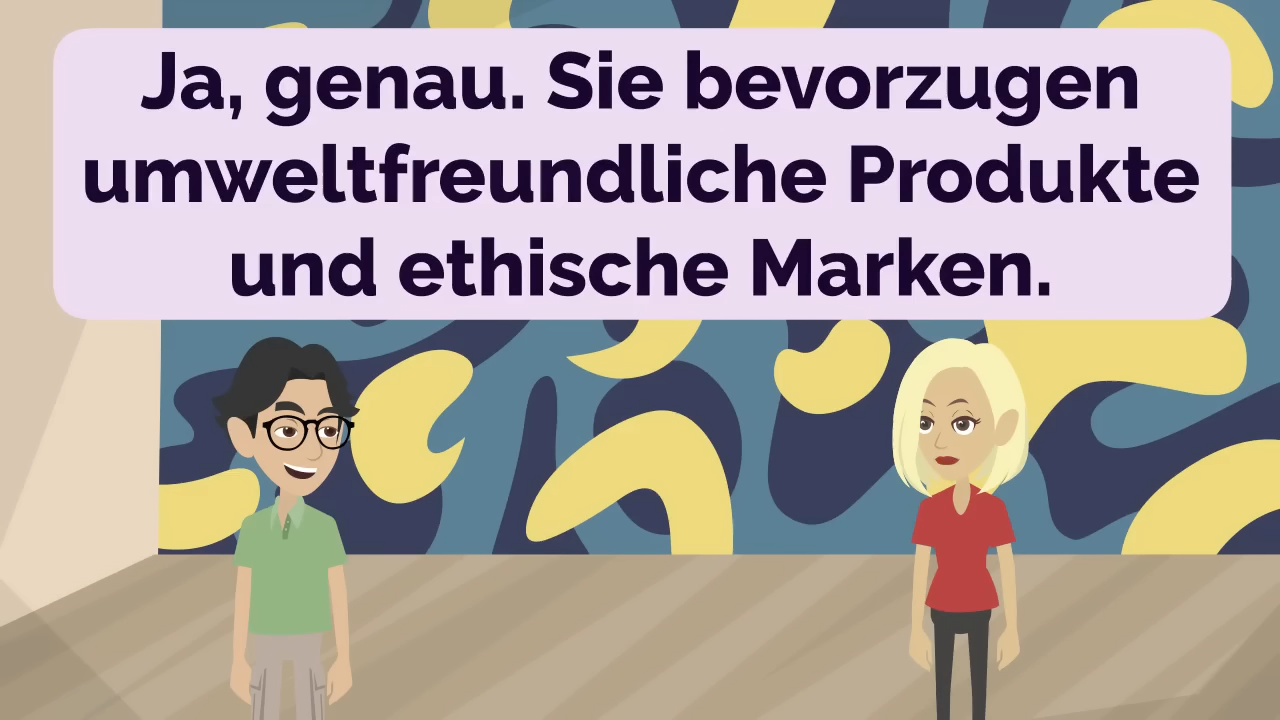 Ja, genau. Sie bevorzugen
umweltfreundliche Produkte
und ethische Marken.